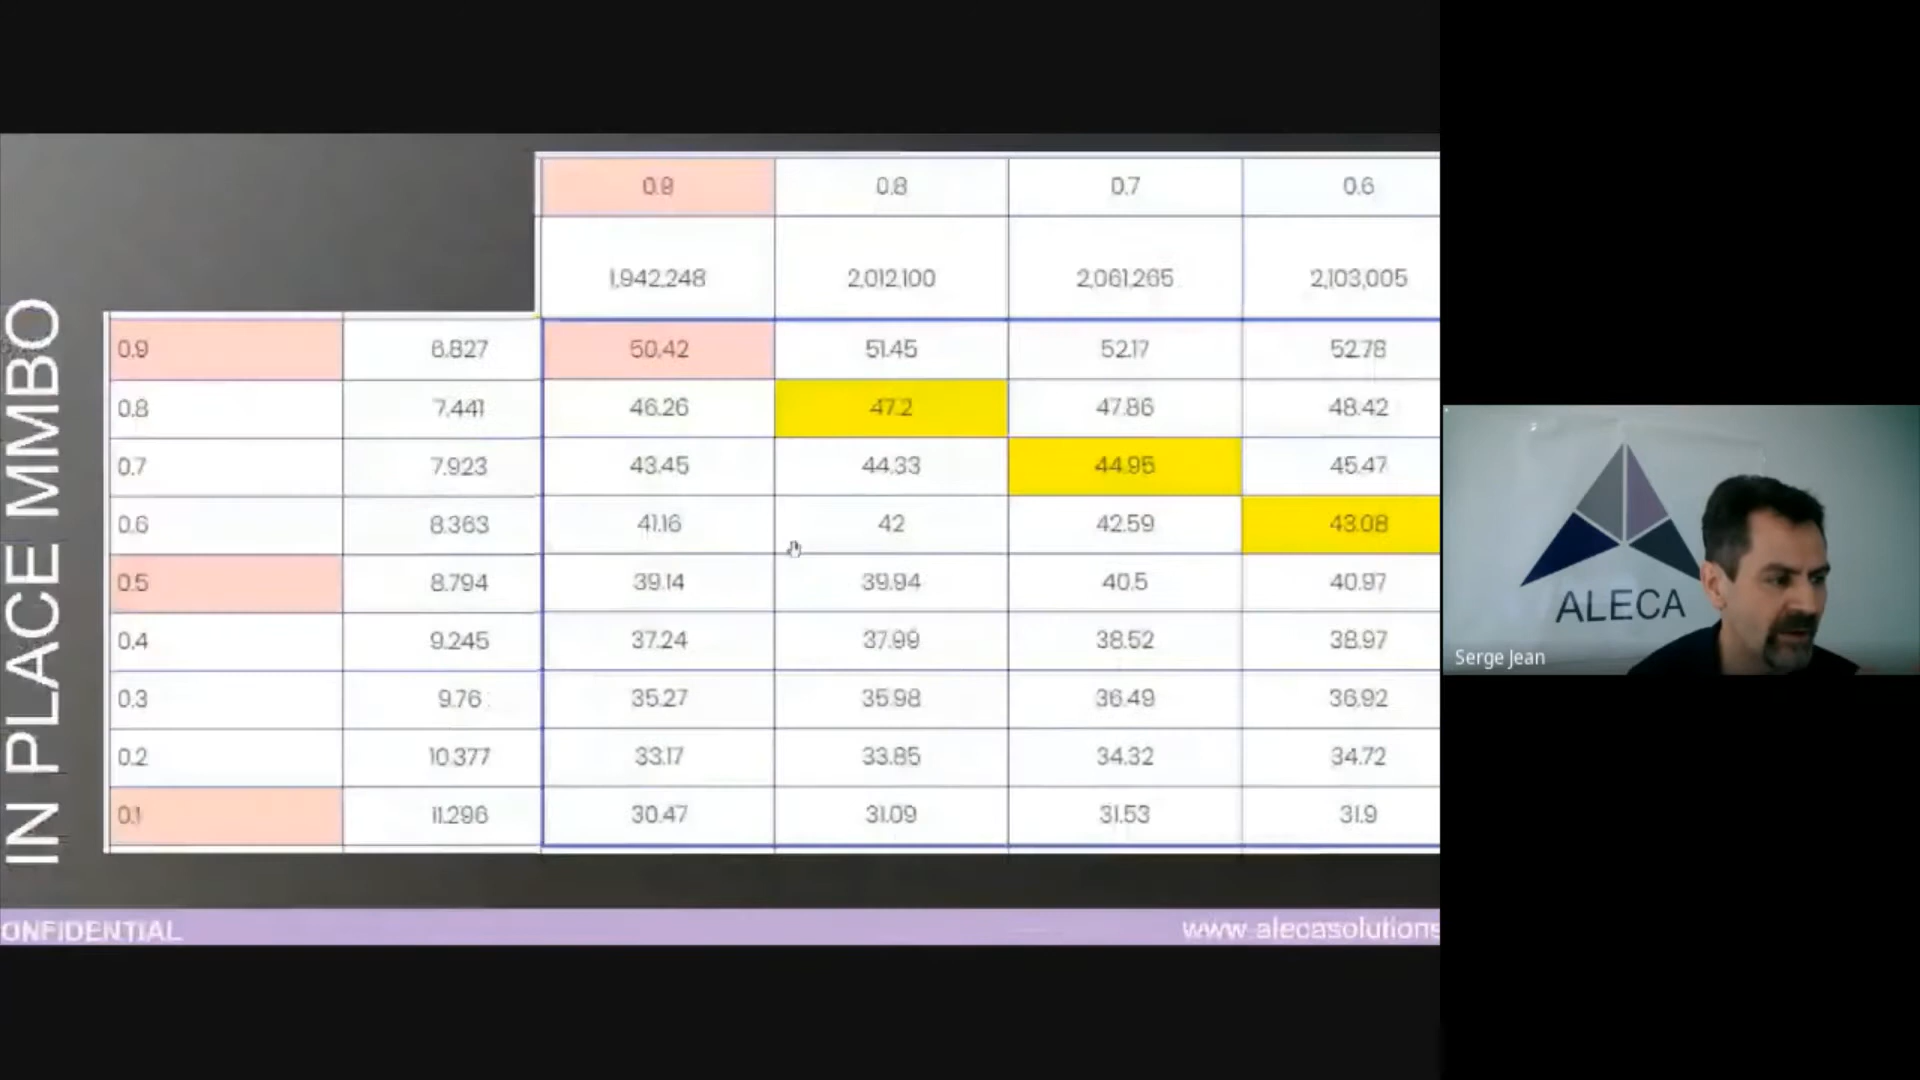 0.9 0.8 0.7 0.6
1,942,248 2,012,100 2,061,265 2,103,005
0.9 6.827 50.42 51.45 52.17 52.78
0.8 7.441 46.26 47.2 47.86 48.42
0.7 7.923 43.45 44.33 44.95 45.47
0.6 8.363 41.16 42 42.59 43.08
0.5 8.794 39.14 39.94 40.5 40.97
0.4 9.245 37.24 37.99 38.52 38.97
0.3 9.76 35.27 35.98 36.49 36.92
0.2 10.377 33.17 33.85 34.32 34.72
0.1 11.296 30.47 31.09 31.53 31.9
IN PLACE MMBO
ONFIDENTIAL
www.alecasolutions
ALECA
Serge Jean